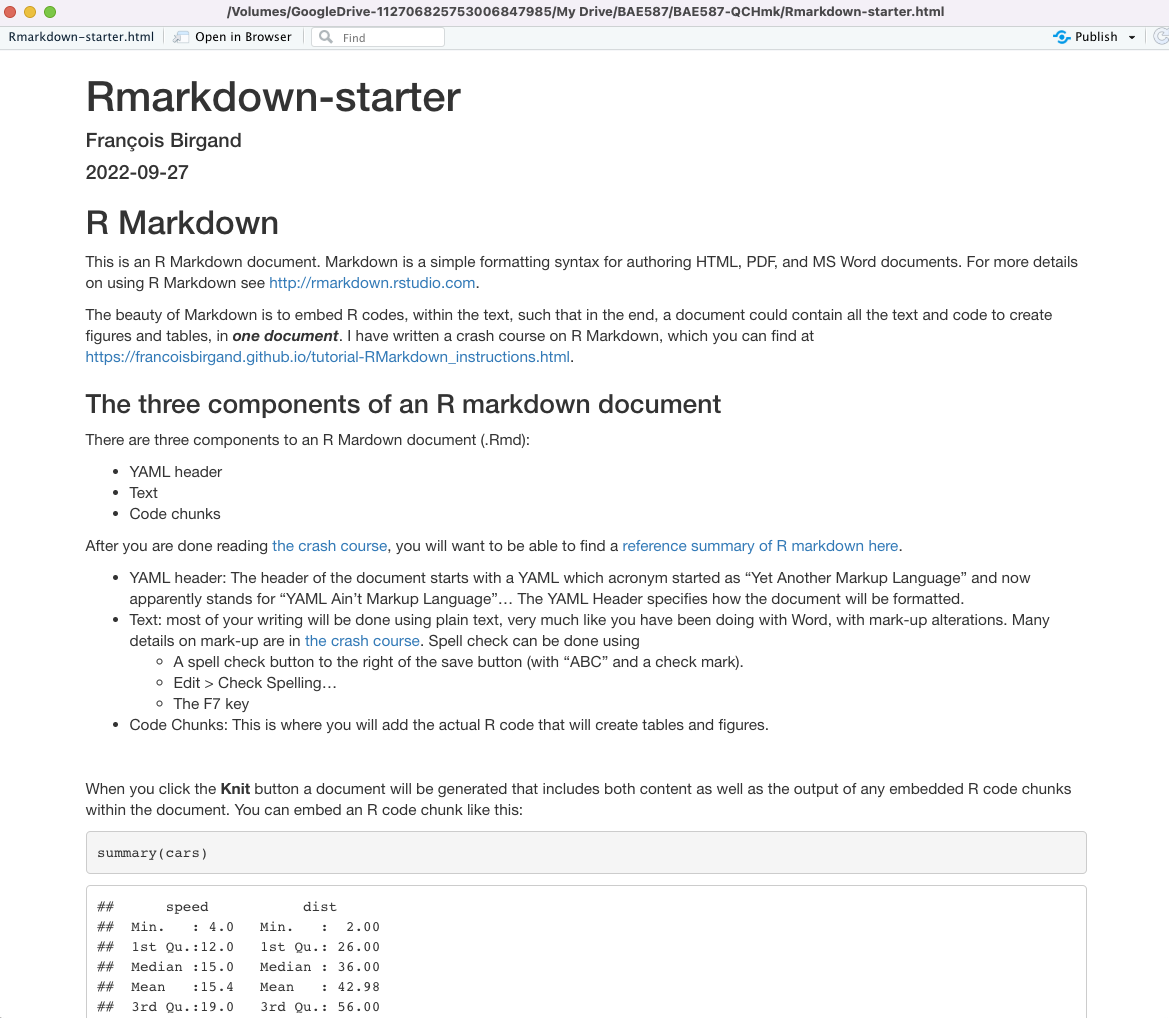 /Volumes/GoogleDrive-112706825753006847985/My Drive/BAE587/BAE587-QCHmk/Rmarkdown-starter.html
Rmarkdown-starter.html Open in Browser Find Publish
Rmarkdown-starter
François Birgand
2022-09-27
R Markdown
This is an R Markdown document. Markdown is a simple formatting syntax for authoring HTML, PDF, and MS Word documents. For more details
on using R Markdown see http://rmarkdown.rstudio.com.
The beauty of Markdown is to embed R codes, within the text, such that in the end, a document could contain all the text and code to create
figures and tables, in one document. I have written a crash course on R Markdown, which you can find at
https://francoisbirgand.github.io/tutorial-RMarkdown_instructions.html.
The three components of an R markdown document
There are three components to an R Mardown document (.Rmd):
• YAML header
• Text
• Code chunks
After you are done reading the crash course, you will want to be able to find a reference summary of R markdown here.
• YAML header: The header of the document starts with a YAML which acronym started as “Yet Another Markup Language” and now
apparently stands for “YAML Ain’t Markup Language”… The YAML Header specifies how the document will be formatted.
• Text: most of your writing will be done using plain text, very much like you have been doing with Word, with mark-up alterations. Many
details on mark-up are in the crash course. Spell check can be done using
◦ A spell check button to the right of the save button (with “ABC” and a check mark).
◦ Edit > Check Spelling…
◦ The F7 key
• Code Chunks: This is where you will add the actual R code that will create tables and figures.
When you click the Knit button a document will be generated that includes both content as well as the output of any embedded R code chunks
within the document. You can embed an R code chunk like this:
summary(cars)
##      speed           dist
##  Min.   : 4.0   Min.   :  2.00
##  1st Qu.:12.0   1st Qu.: 26.00
##  Median :15.0   Median : 36.00
##  Mean   :15.4   Mean   : 42.98
##  3rd Qu.:19.0   3rd Qu.: 56.00